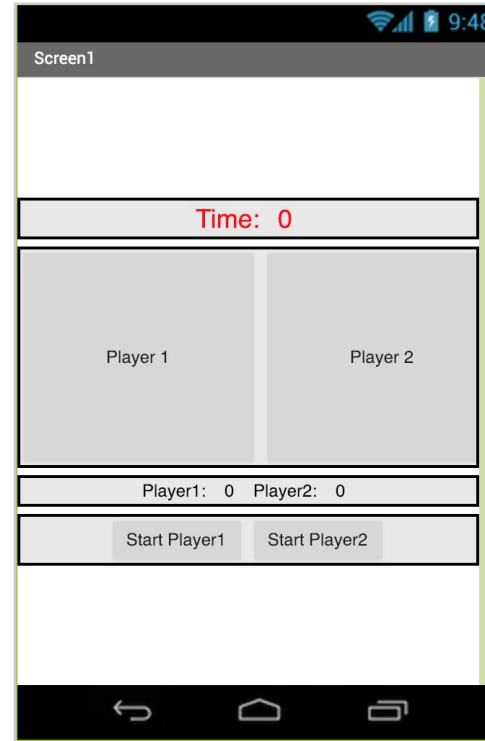 9:48
Screen1
Time: 0
Player 1 Player 2
Player1: 0 Player2: 0
Start Player1 Start Player2